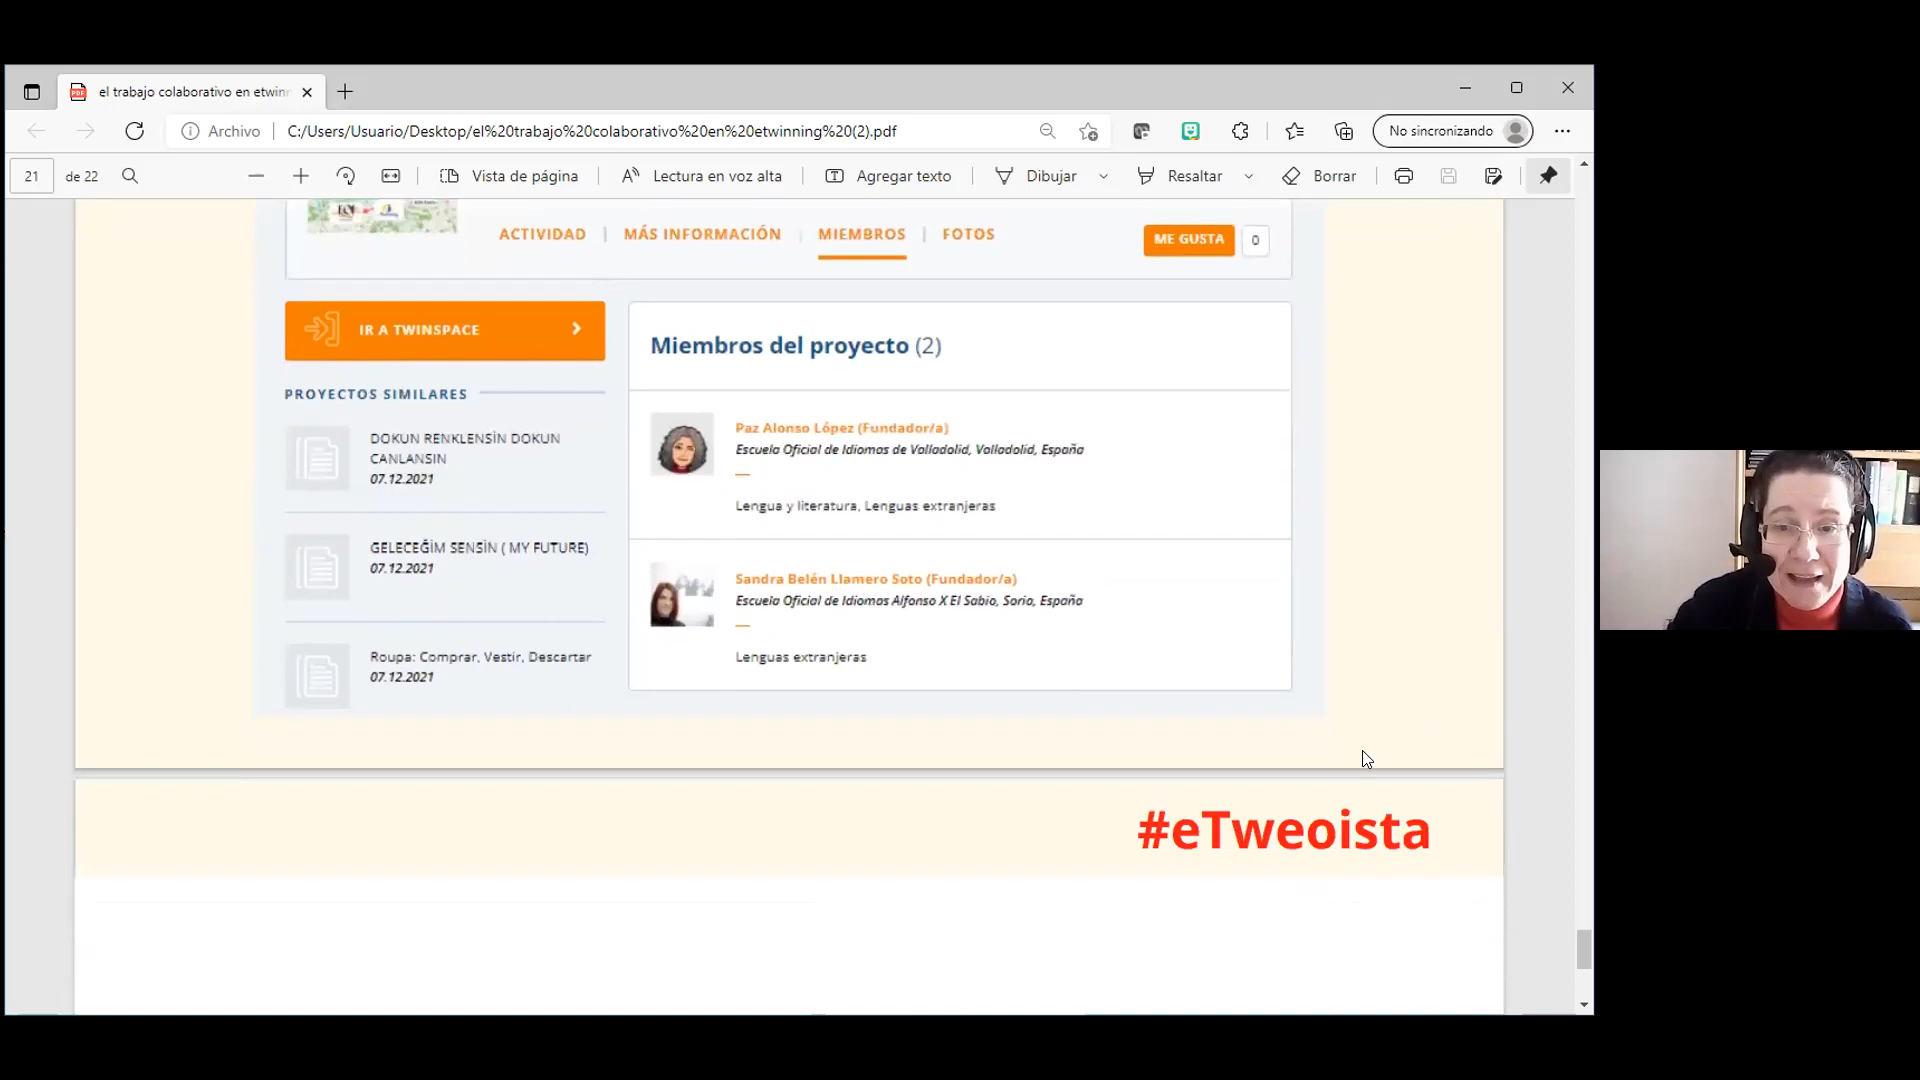 el trabajo colaborativo en etwinn
Archivo
C:/Users/Usuario/Desktop/el%20trabajo%20colaborativo%20en%20etwinning%20(2).pdf
No sincronizando
21
de 22
Vista de página
Lectura en voz alta
Agregar texto
Dibujar
Resaltar
Borrar
ACTIVIDAD | MÁS INFORMACIÓN | MIEMBROS | FOTOS
ME GUSTA
0
IR A TWINSPACE
PROYECTOS SIMILARES
DOKUN RENKLENSİN DOKUN
CANLANSIN
07.12.2021
GELECEĞİM SENSİN ( MY FUTURE)
07.12.2021
Roupa: Comprar, Vestir, Descartar
07.12.2021
Miembros del proyecto (2)
Paz Alonso López (Fundador/a)
Escuela Oficial de Idiomas de Valladolid, Valladolid, España
Lengua y literatura, Lenguas extranjeras
Sandra Belén Llamero Soto (Fundador/a)
Escuela Oficial de Idiomas Alfonso X El Sabio, Soria, España
Lenguas extranjeras
#eTweoista